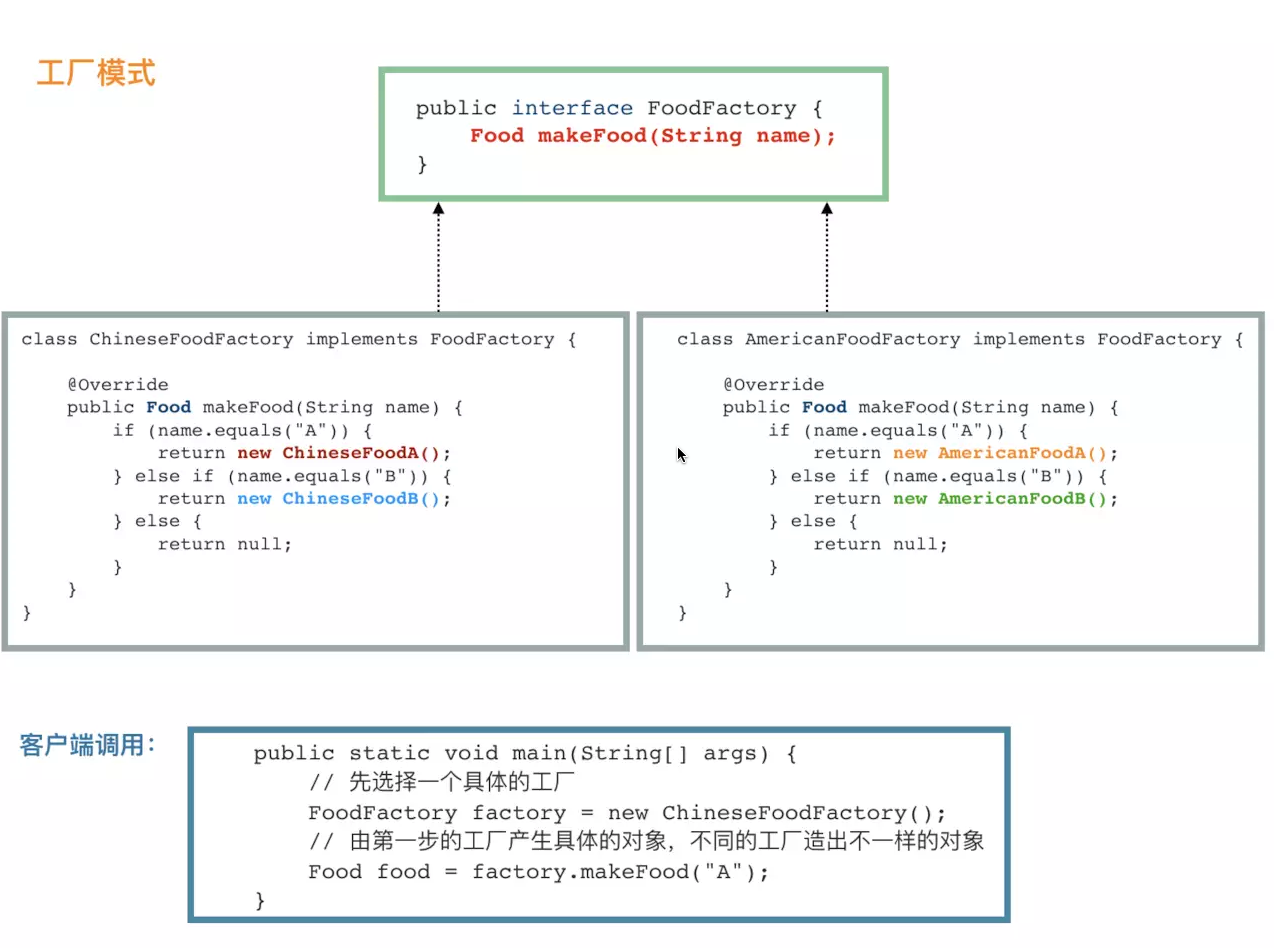 工厂模式
public interface FoodFactory {
    Food makeFood(String name);
}
class ChineseFoodFactory implements FoodFactory {
    @Override
    public Food makeFood(String name) {
        if (name.equals("A")) {
            return new ChineseFoodA();
        } else if (name.equals("B")) {
            return new ChineseFoodB();
        } else {
            return null;
        }
    }
}
class AmericanFoodFactory implements FoodFactory {
    @Override
    public Food makeFood(String name) {
        if (name.equals("A")) {
            return new AmericanFoodA();
        } else if (name.equals("B")) {
            return new AmericanFoodB();
        } else {
            return null;
        }
    }
}
客户端调用：
public static void main(String[] args) {
    // 先选择一个具体的工厂
    FoodFactory factory = new ChineseFoodFactory();
    // 由第一步的工厂产生具体的对象，不同的工厂造出不一样的对象
    Food food = factory.makeFood("A");
}